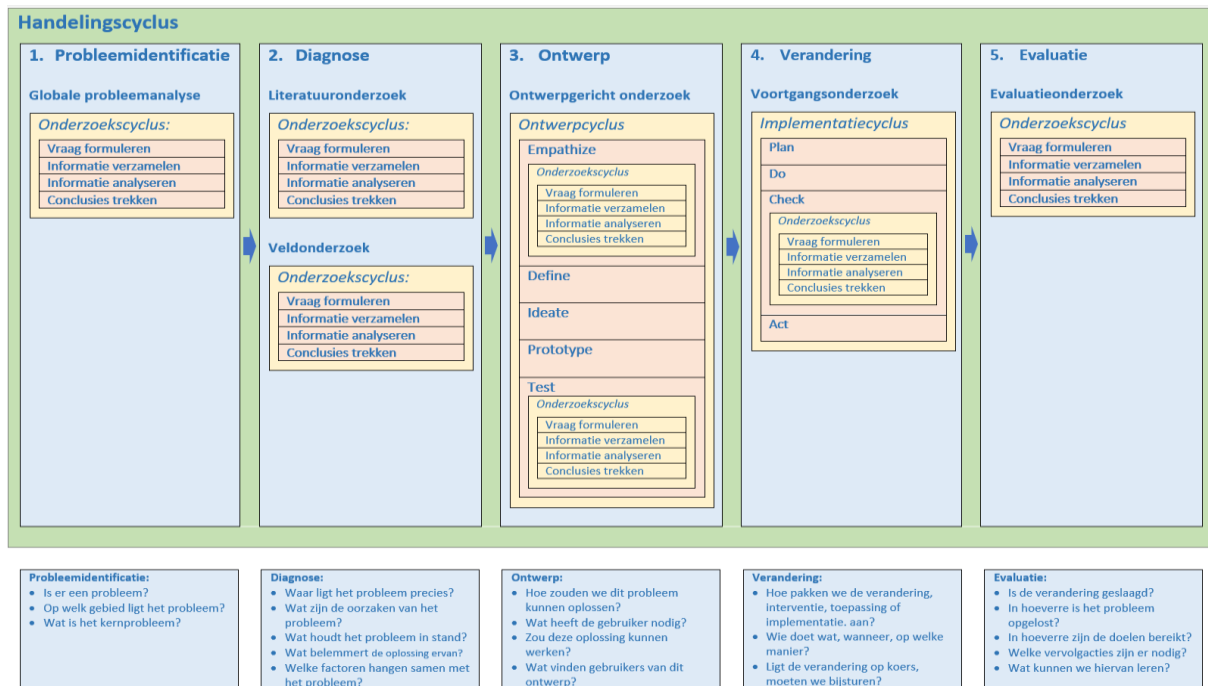 Handelingscyclus
1. Probleemidentificatie
Globale probleemanalyse
Onderzoekscyclus:
Vraag formuleren
Informatie verzamelen
Informatie analyseren
Conclusies trekken
2. Diagnose
Literatuuronderzoek
Onderzoekscyclus:
Vraag formuleren
Informatie verzamelen
Informatie analyseren
Conclusies trekken
Veldonderzoek
Onderzoekscyclus:
Vraag formuleren
Informatie verzamelen
Informatie analyseren
Conclusies trekken
3. Ontwerp
Ontwerpgericht onderzoek
Ontwerpcyclus
Empathize
Onderzoekscyclus
Vraag formuleren
Informatie verzamelen
Informatie analyseren
Conclusies trekken
Define
Ideate
Prototype
Test
Onderzoekscyclus
Vraag formuleren
Informatie verzamelen
Informatie analyseren
Conclusies trekken
4. Verandering
Voortgangsonderzoek
Implementatiecyclus
Plan
Do
Check
Onderzoekscyclus
Vraag formuleren
Informatie verzamelen
Informatie analyseren
Conclusies trekken
Act
5. Evaluatie
Evaluatieonderzoek
Onderzoekscyclus
Vraag formuleren
Informatie verzamelen
Informatie analyseren
Conclusies trekken
Probleemidentificatie:
• Is er een probleem?
• Op welk gebied ligt het probleem?
• Wat is het kernprobleem?
Diagnose:
• Waar ligt het probleem precies?
• Wat zijn de oorzaken van het
probleem?
• Wat houdt het probleem in stand?
• Wat belemmert de oplossing ervan?
• Welke factoren hangen samen met
het probleem?
Ontwerp:
• Hoe zouden we dit probleem
kunnen oplossen?
• Wat heeft de gebruiker nodig?
• Zou deze oplossing kunnen
werken?
• Wat vinden gebruikers van dit
ontwerp?
Verandering:
• Hoe pakken we de verandering,
interventie, toepassing of
implementatie. aan?
• Wie doet wat, wanneer, op welke
manier?
• Ligt de verandering op koers,
moeten we bijsturen?
Evaluatie:
• Is de verandering geslaagd?
• In hoeverre is het probleem
opgelost?
• In hoeverre zijn de doelen bereikt?
• Welke vervolgacties zijn er nodig?
• Wat kunnen we hiervan leren?